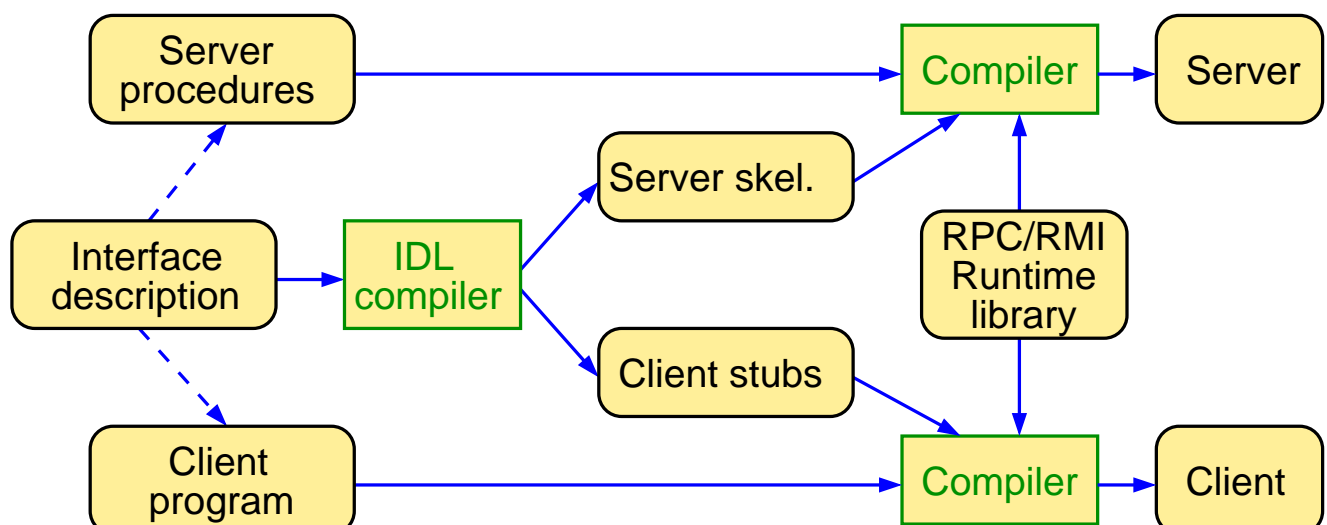 Server
procedures
Compiler
Server
Server skel.
Interface
description
IDL
compiler
RPC/RMI
Runtime
library
Client stubs
Client
program
Compiler
Client